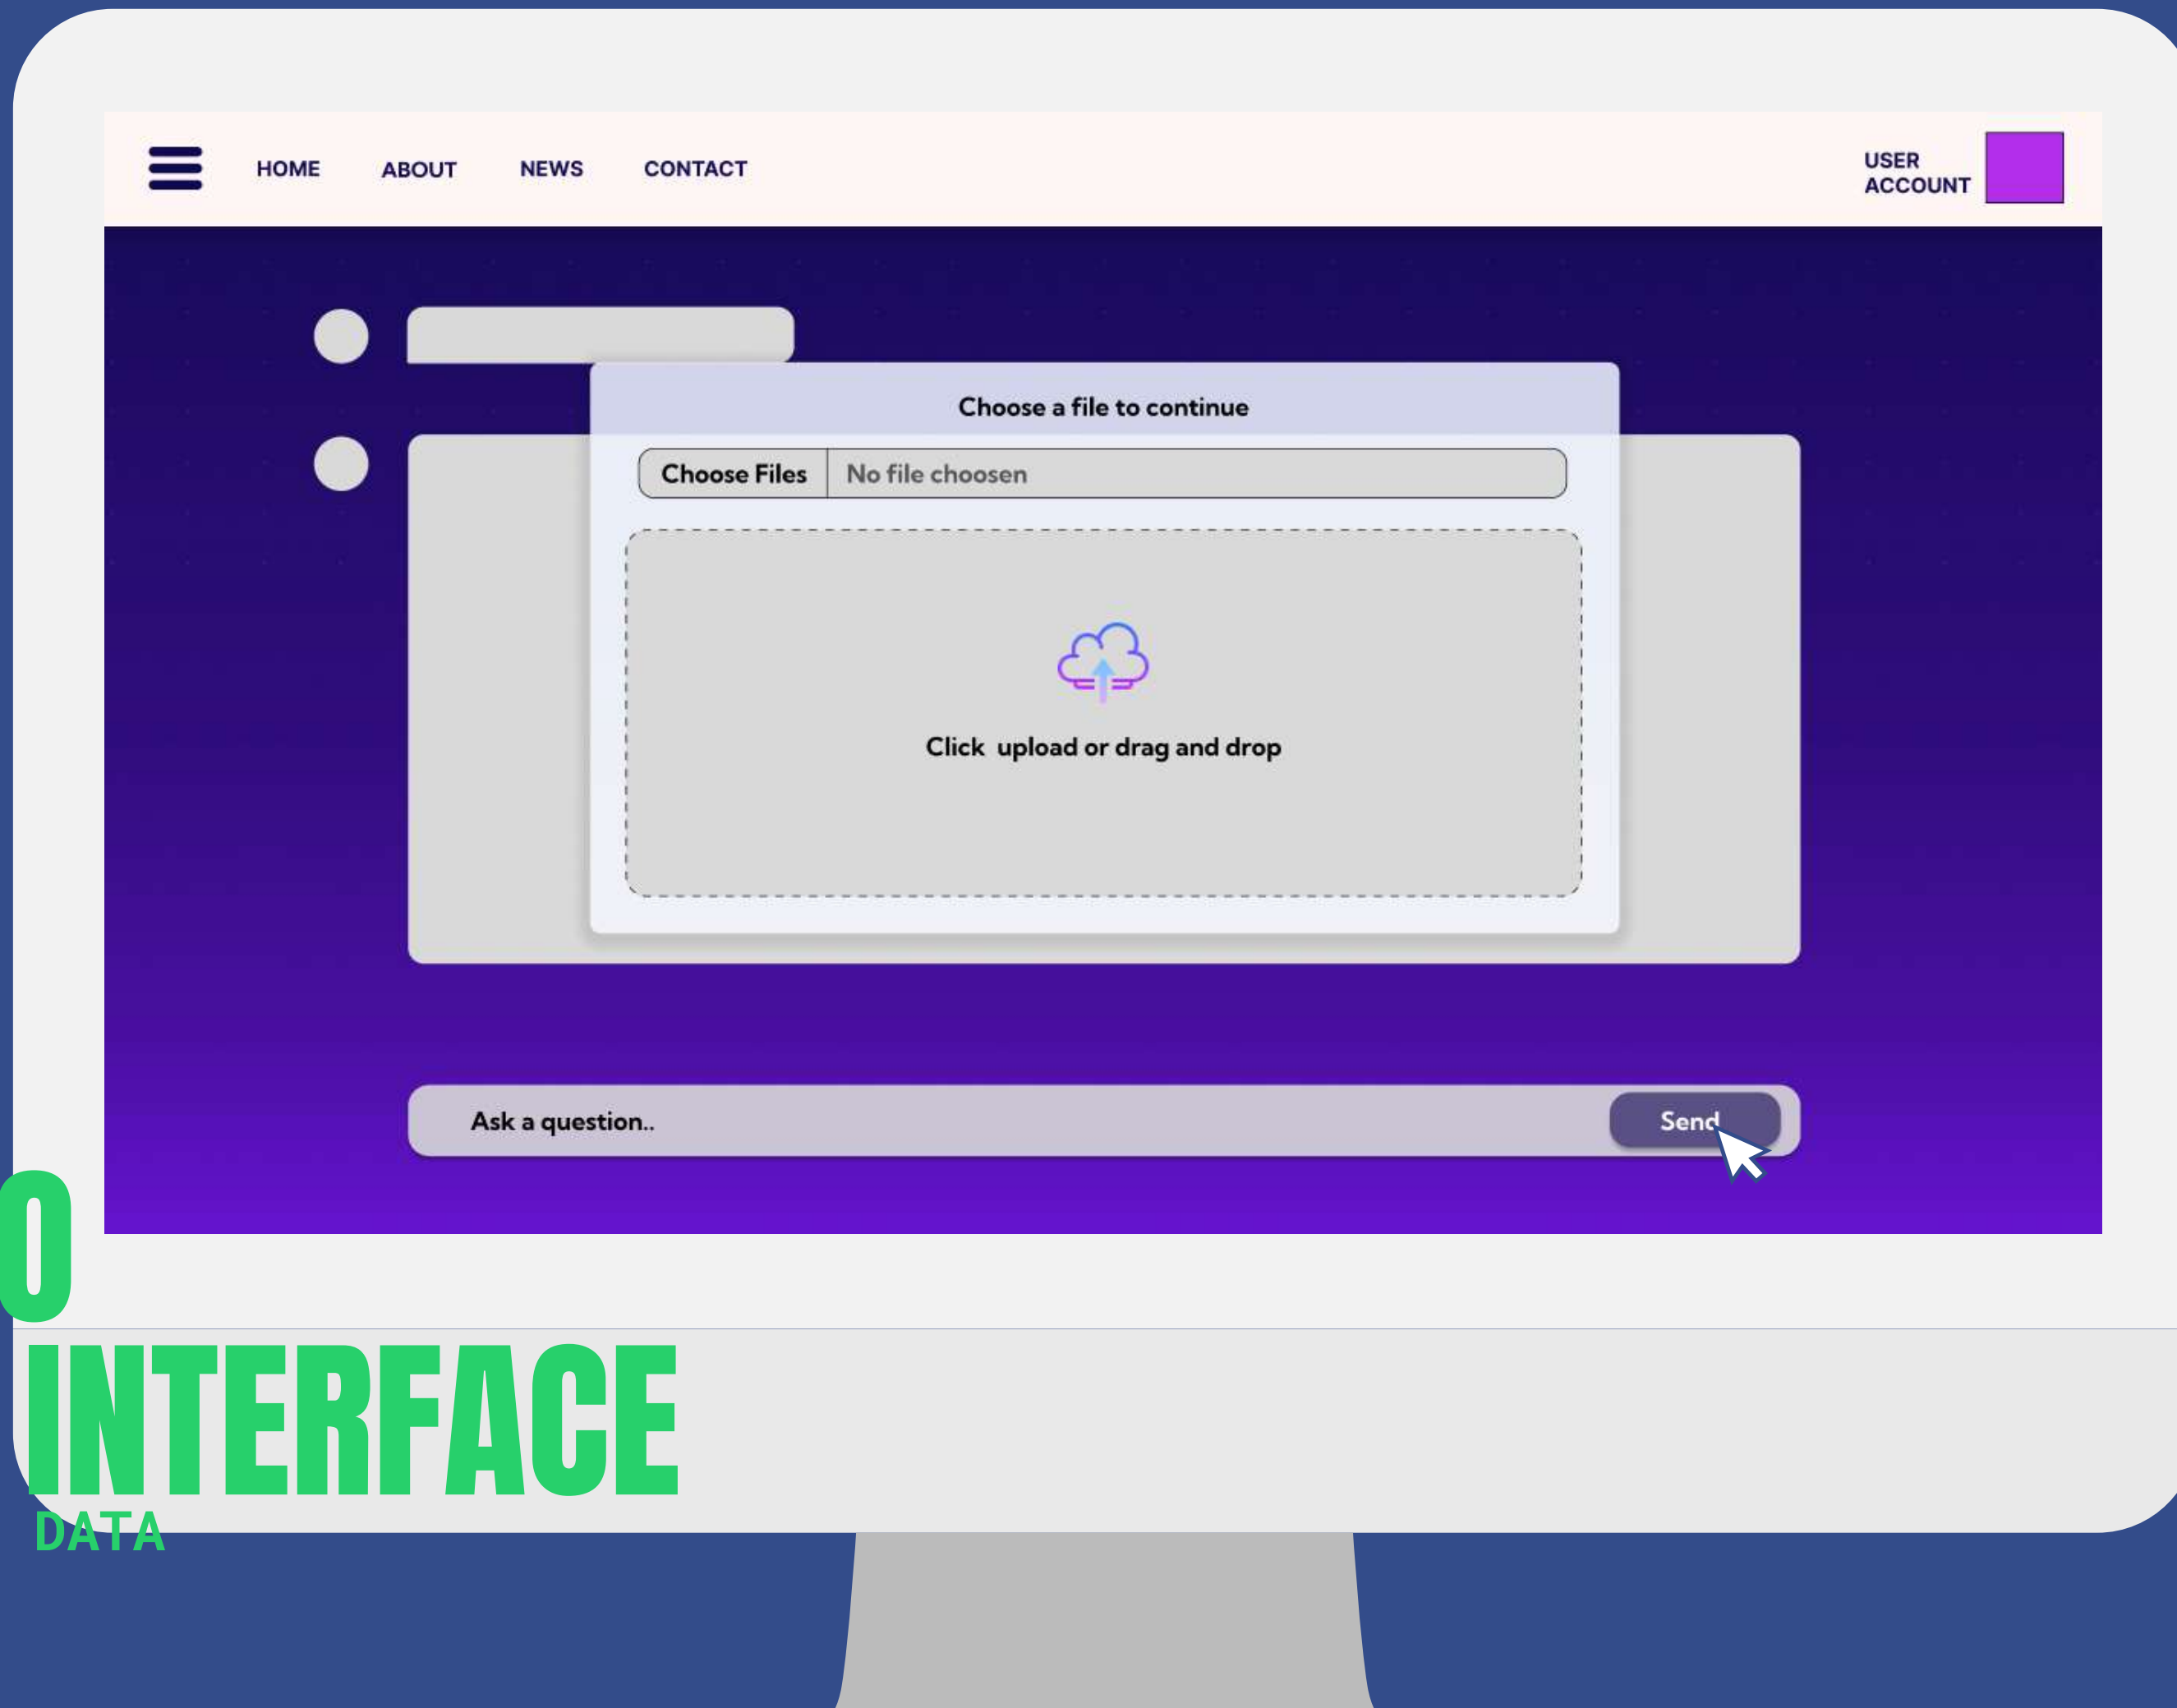 HOME ABOUT NEWS CONTACT
USER
ACCOUNT
Choose a file to continue
Choose Files No file choosen
Click upload or drag and drop
Ask a question..
Send
O
INTERFACE
DATA